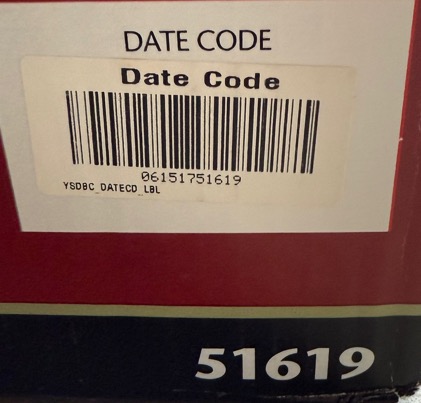 DATE CODE
Date Code
06151751619
YSDBC_DATECD_LBL
51619